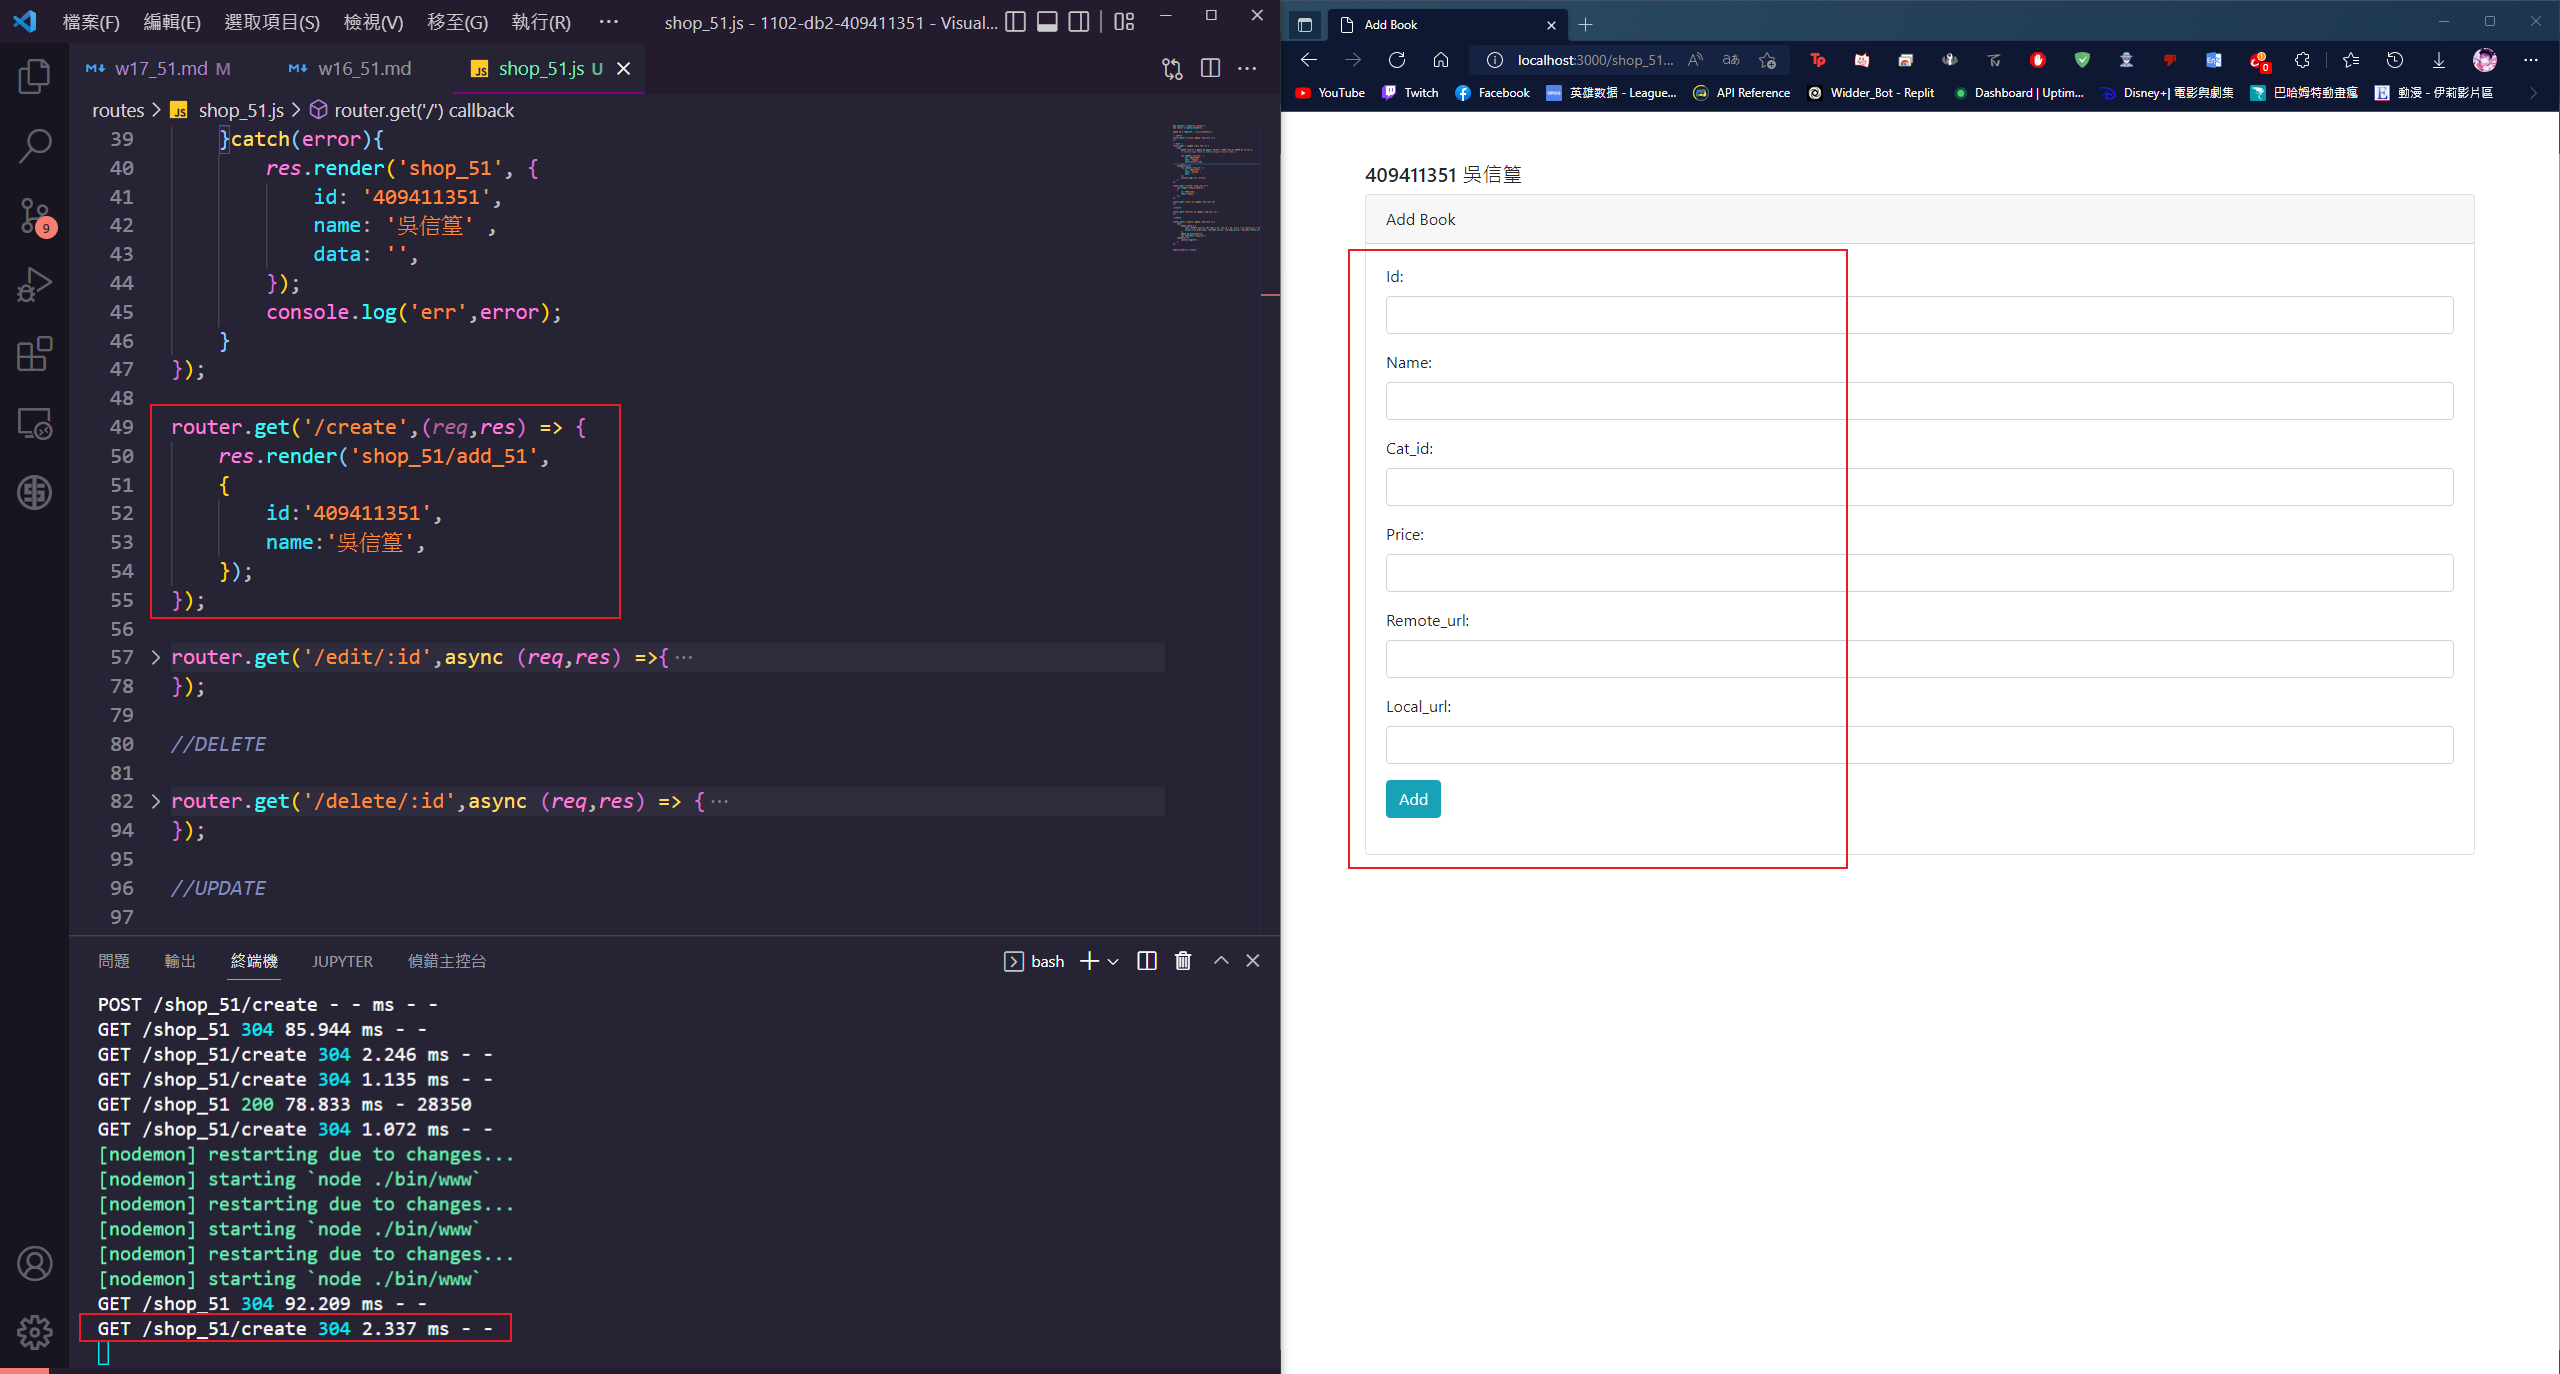 檔案(F) 編輯(E) 選取項目(S) 檢視(V) 移至(G) 執行(R) ··· shop_51.js - 1102-db2-409411351 - Visual...
w17_51.md M w16_51.md shop_51.js U
routes > shop_51.js > router.get('/') callback
39 }catch(error){
40 res.render('shop_51', {
41 id: '409411351',
42 name: '吳信篁' ,
43 data: '',
44 });
45 console.log('err',error);
46 }
47 });
48
49 router.get('/create',(req,res) => {
50 res.render('shop_51/add_51',
51 {
52 id:'409411351',
53 name:'吳信篁',
54 });
55 });
56
57 router.get('/edit/:id',async (req,res) =>{ ···
78 });
79
80 //DELETE
81
82 router.get('/delete/:id',async (req,res) => { ···
94 });
95
96 //UPDATE
97
問題 輸出 終端機 JUPYTER 偵錯主控台 bash
POST /shop_51/create - - ms - -
GET /shop_51 304 85.944 ms - -
GET /shop_51/create 304 2.246 ms - -
GET /shop_51/create 304 1.135 ms - -
GET /shop_51 200 78.833 ms - 28350
GET /shop_51/create 304 1.072 ms - -
[nodemon] restarting due to changes...
[nodemon] starting `node ./bin/www`
[nodemon] restarting due to changes...
[nodemon] starting `node ./bin/www`
[nodemon] restarting due to changes...
[nodemon] starting `node ./bin/www`
GET /shop_51 304 92.209 ms - -
GET /shop_51/create 304 2.337 ms - -
Add Book
localhost:3000/shop_51...
YouTube Twitch Facebook 英雄数据 - League... API Reference Widder_Bot - Replit Dashboard | Uptim... Disney+| 電影與劇集 巴哈姆特動畫瘋 動漫 - 伊莉影片區
409411351 吳信篁
Add Book
Id:
Name:
Cat_id:
Price:
Remote_url:
Local_url:
Add